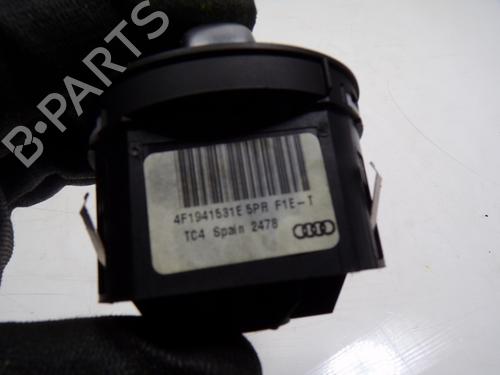 4F1941531E 5PR F1E-T
TC4 Spain 2478
B-PARTS